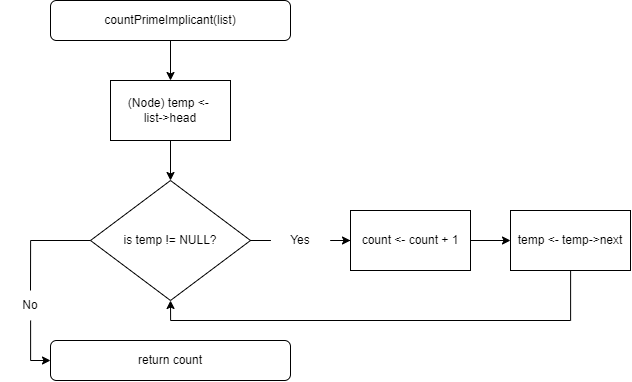 countPrimeImplicant(list)
(Node) temp <-
list->head
is temp != NULL?
Yes
count <- count + 1
temp <- temp->next
No
return count